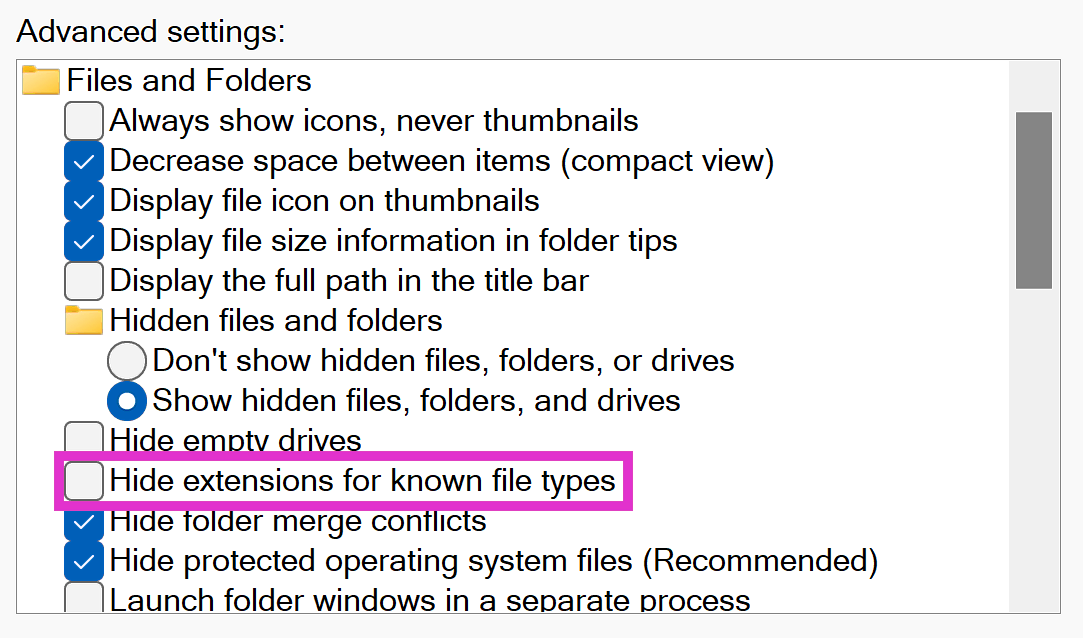 Advanced settings:
Files and Folders
Always show icons, never thumbnails
Decrease space between items (compact view)
Display file icon on thumbnails
Display file size information in folder tips
Display the full path in the title bar
Hidden files and folders
Don't show hidden files, folders, or drives
Show hidden files, folders, and drives
Hide empty drives
Hide extensions for known file types
Hide folder merge conflicts
Hide protected operating system files (Recommended)
Launch folder windows in a separate process